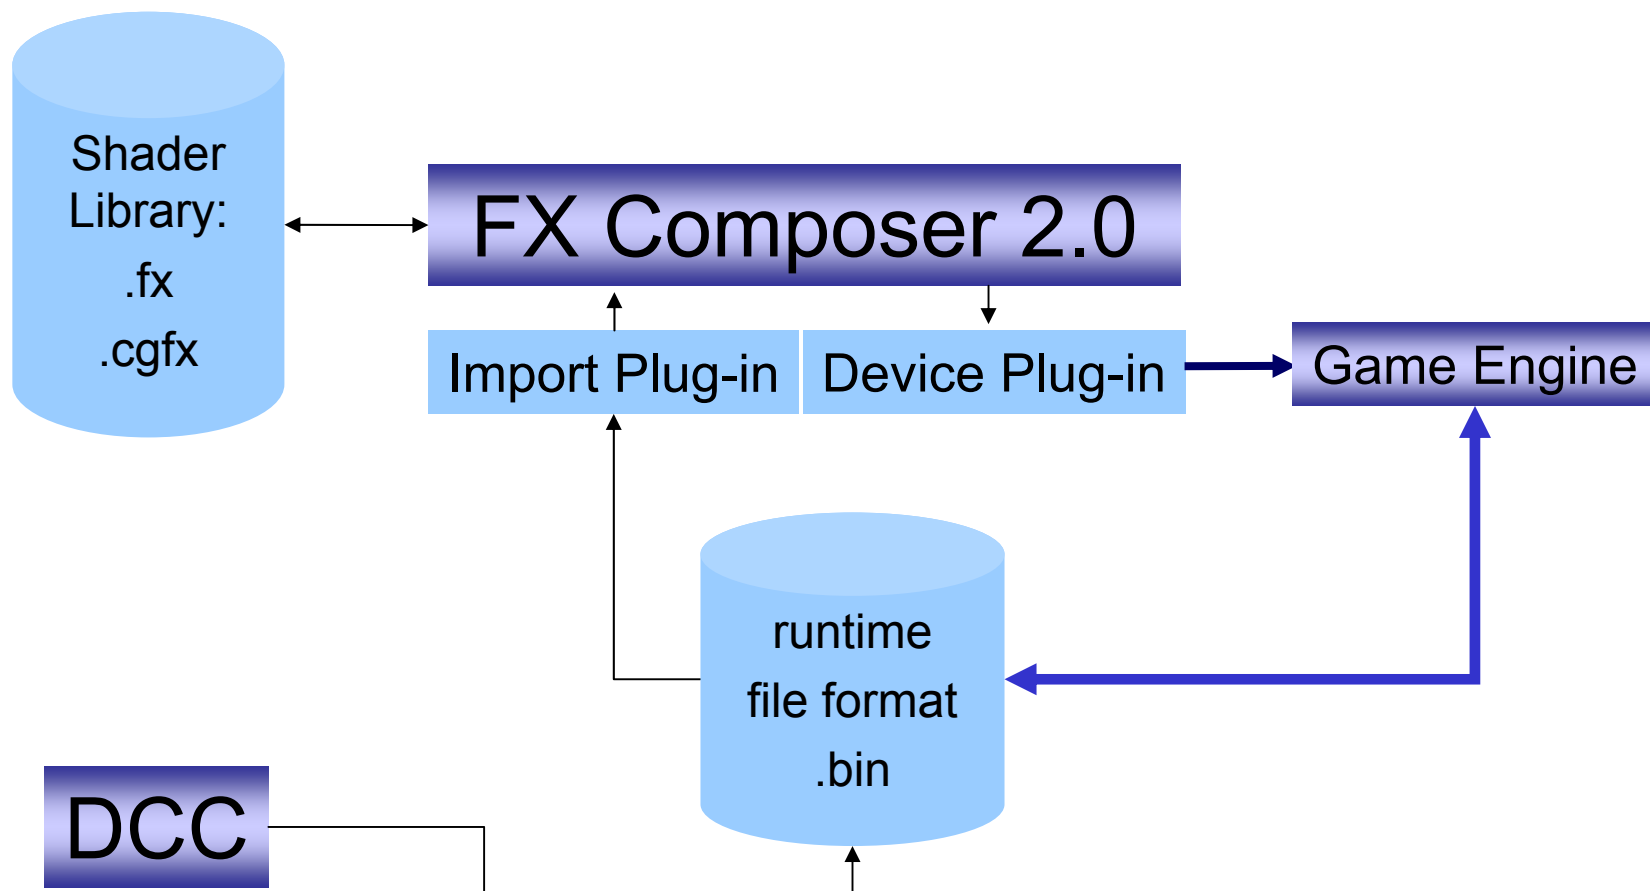 Shader
Library:
.fx
.cgfx
FX Composer 2.0
Import Plug-in
Device Plug-in
Game Engine
runtime
file format
.bin
DCC